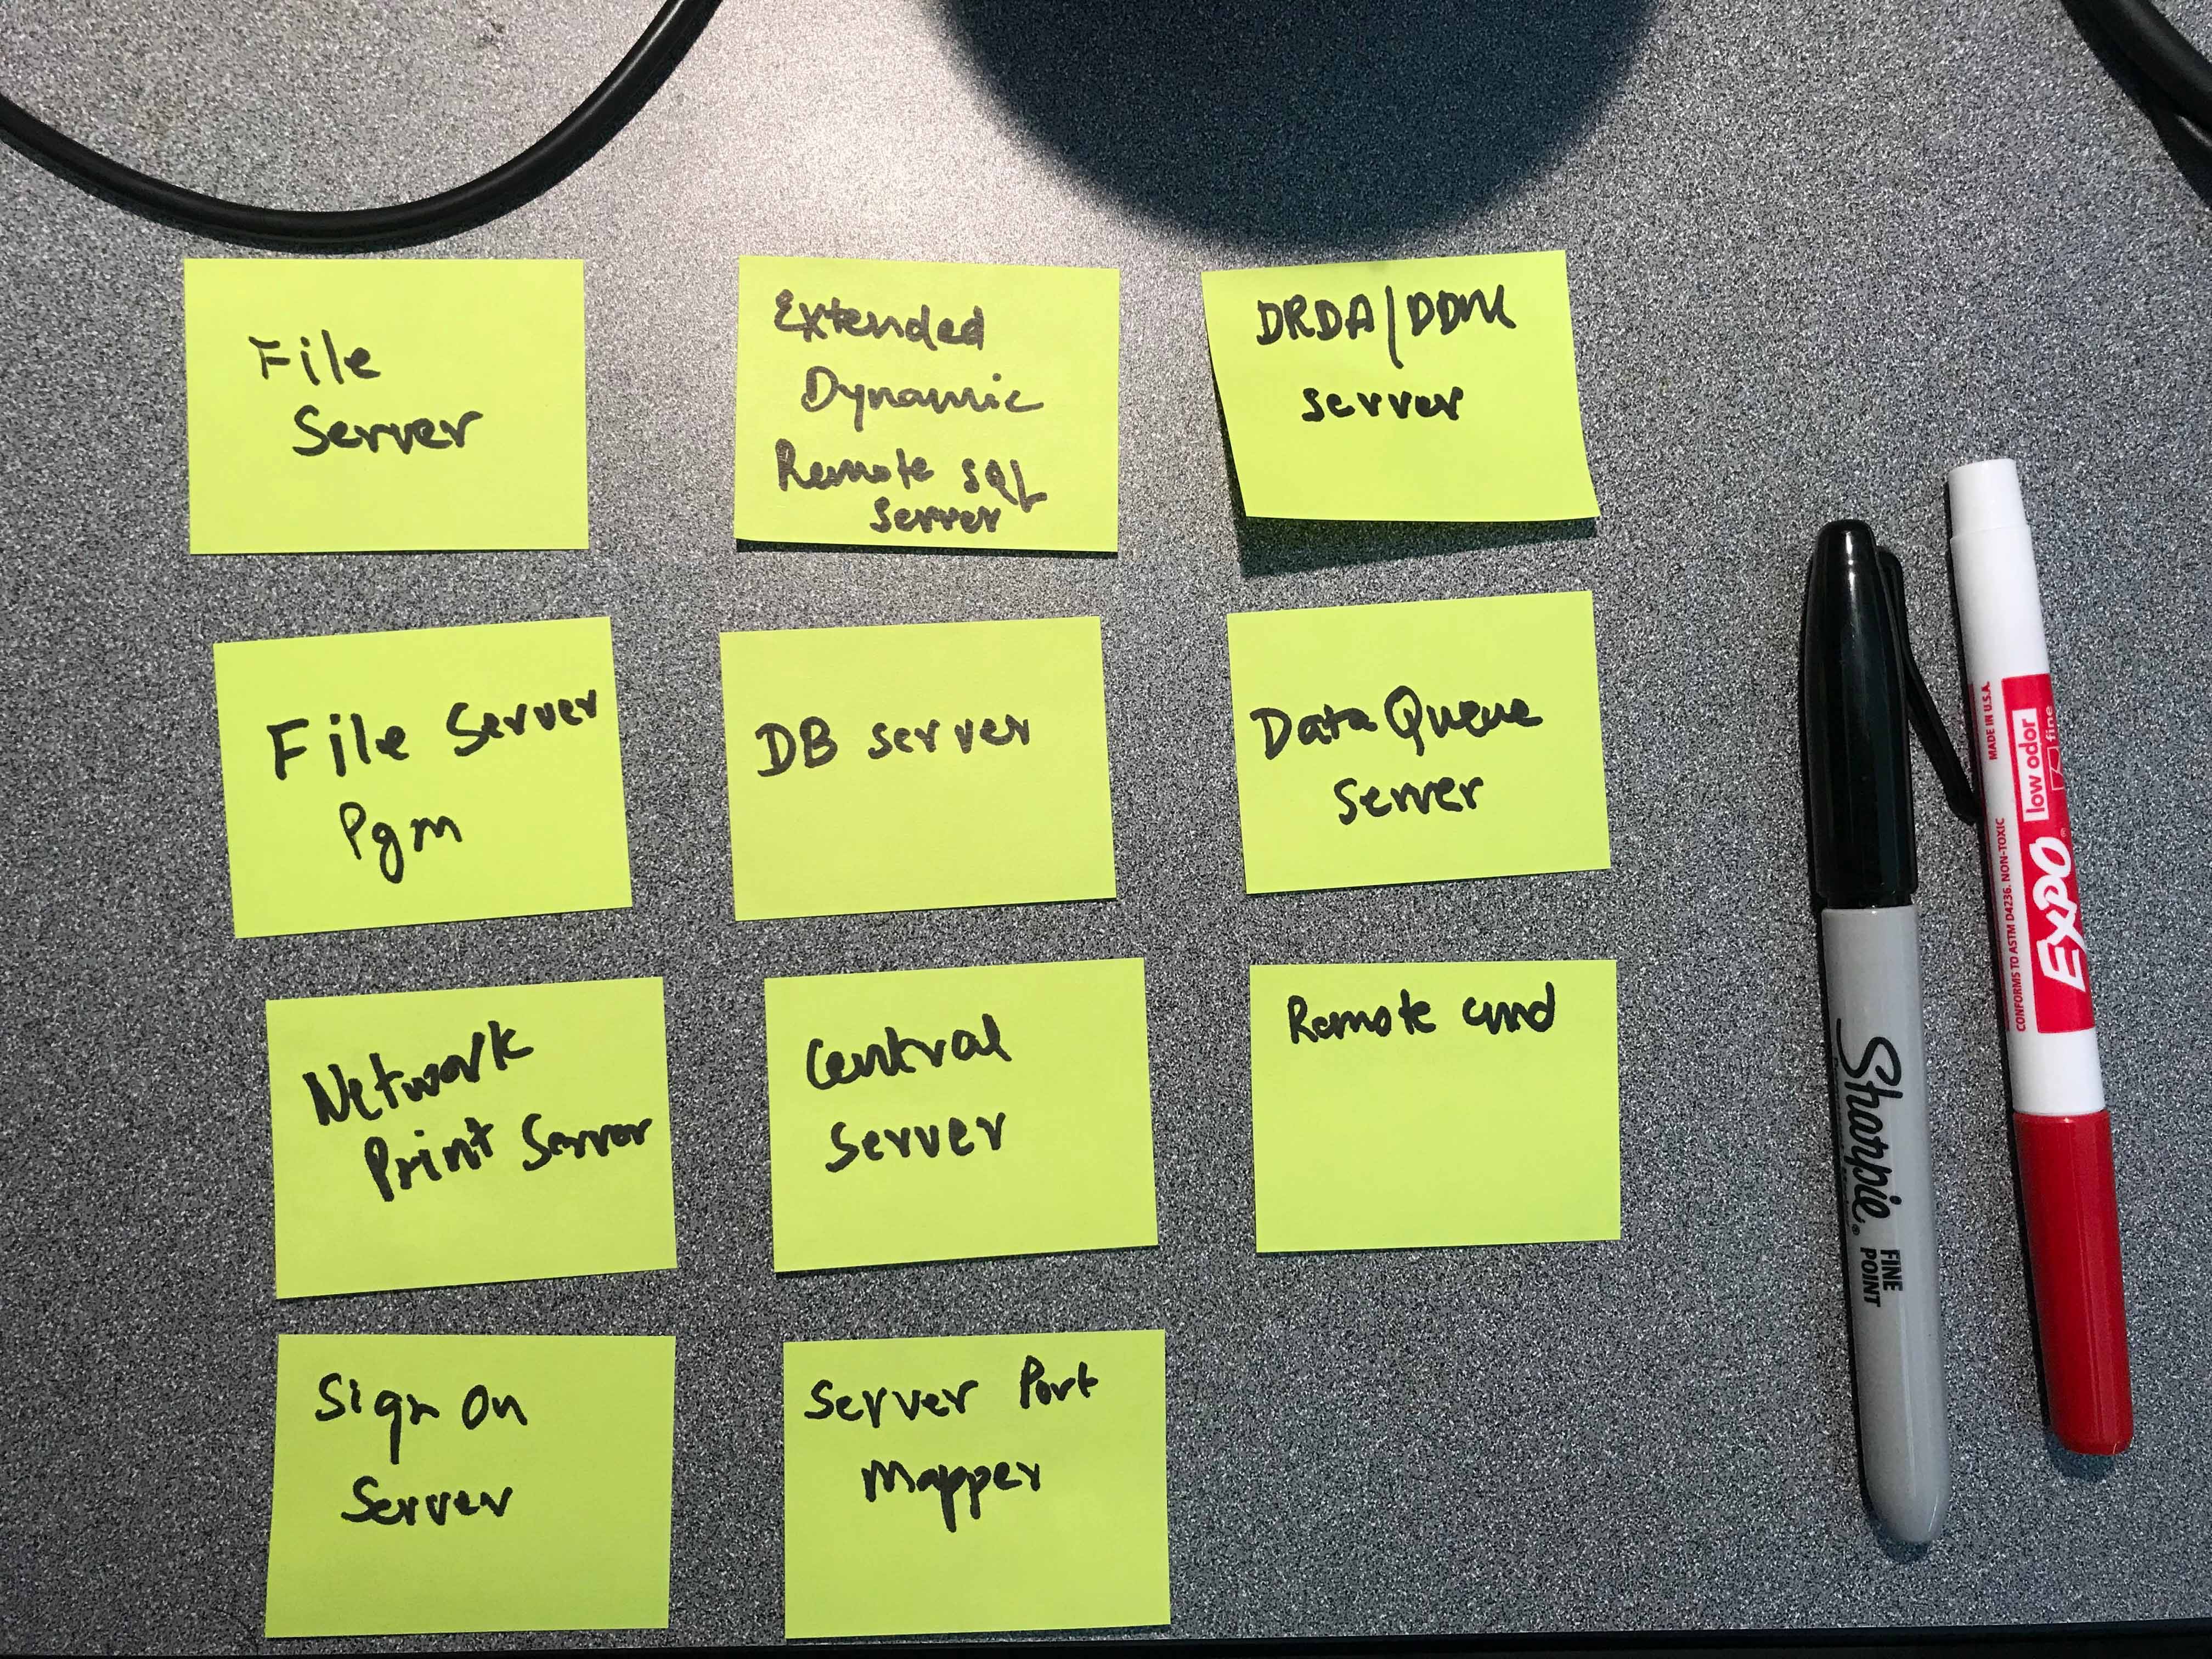 File
Server
Extended
Dynamic
Remote SQL
Server
DRDA/DDM
server
File Server
Pgm
DB server
Data Queue
Server
Network
Print Server
Central
Server
Remote cmd
Sign On
Server
Server Port
Mapper
Sharpie®
FINE
POINT
MADE IN U.S.A.
CONFORMS TO ASTM D4236. NON-TOXIC
EXPO®
low odor
fine